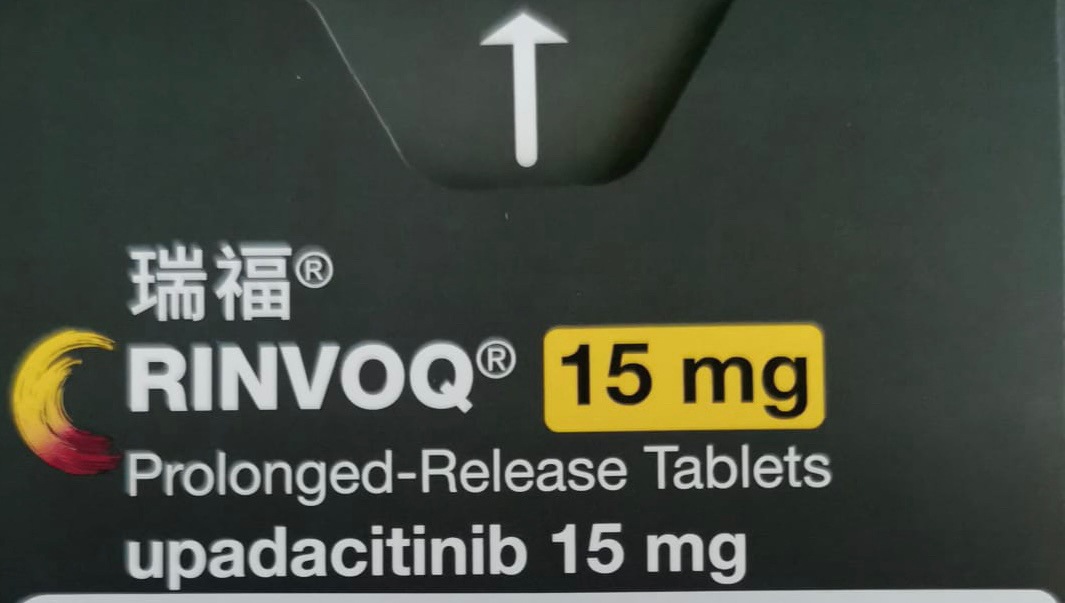 瑞福®
RINVOQ® 15 mg
Prolonged-Release Tablets
upadacitinib 15 mg